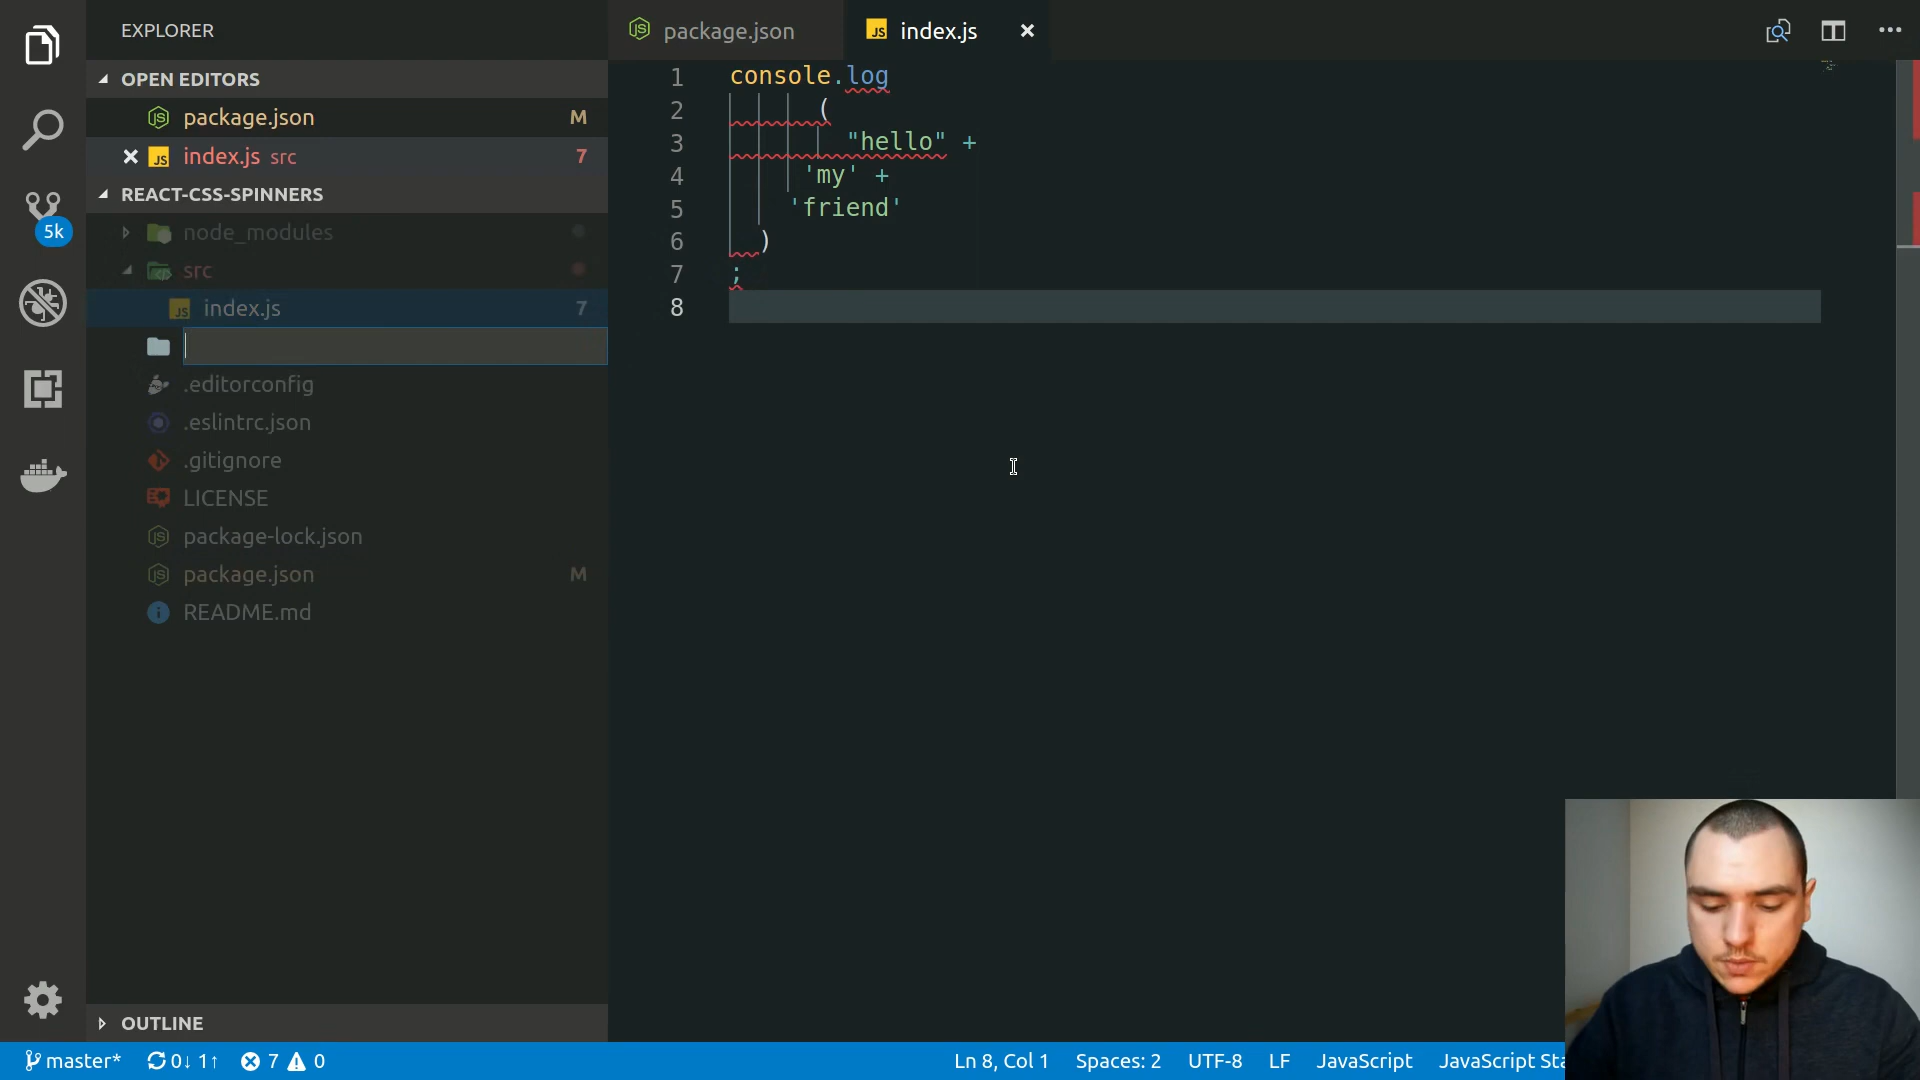 EXPLORER
OPEN EDITORS
package.json M
index.js src 7
REACT-CSS-SPINNERS
node_modules
src
index.js 7
.editorconfig
.eslintrc.json
.gitignore
LICENSE
package-lock.json
package.json M
README.md
OUTLINE
5k
package.json
index.js
1 console.log
2 (
3 "hello" +
4 'my' +
5 'friend'
6 )
7 ;
8
master* 0↓ 1↑ 7 0
Ln 8, Col 1 Spaces: 2 UTF-8 LF JavaScript JavaScript Sta